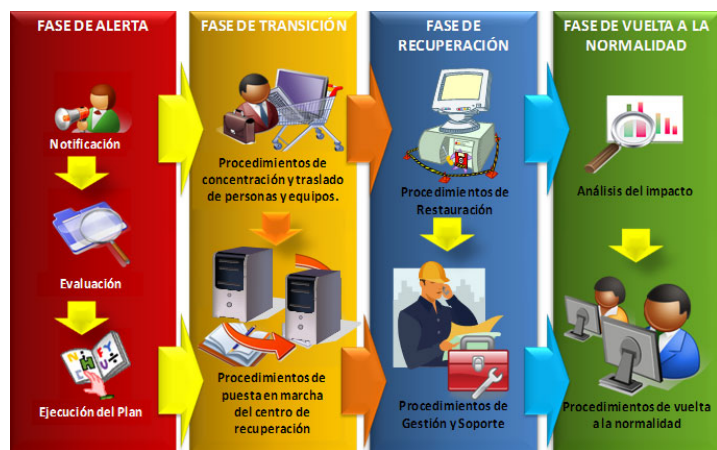 FASE DE ALERTA
Notificación
Evaluación
Ejecución del Plan
FASE DE TRANSICIÓN
Procedimientos de
concentración y traslado
de personas y equipos.
Procedimientos de
puesta en marcha
del centro de
recuperación
FASE DE
RECUPERACIÓN
Procedimientos de
Restauración
Procedimientos de
Gestión y Soporte
FASE DE VUELTA A LA
NORMALIDAD
Análisis del impacto
Procedimientos de vuelta
a la normalidad